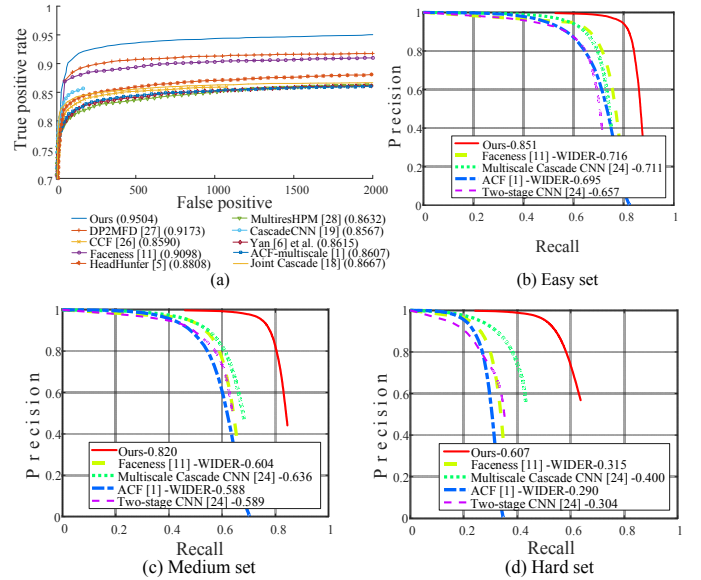 True positive rate
0.95
0.9
0.85
0.8
0.75
0.7
0
500
1000
1500
2000
False positive
Ours (0.9504)
DP2MFD [27] (0.9173)
CCF [26] (0.8590)
Faceness [11] (0.9098)
HeadHunter [5] (0.8808)
MultiresHPM [28] (0.8632)
CascadeCNN [19] (0.8567)
Yan [6] et al. (0.8615)
ACF-multiscale [1] (0.8607)
Joint Cascade [18] (0.8667)
(a)
Precision
1
0.8
0.6
0.4
0.2
0
0
0.2
0.4
0.6
0.8
1
Ours-0.851
Faceness [11] -WIDER-0.716
Multiscale Cascade CNN [24] -0.711
ACF [1] -WIDER-0.695
Two-stage CNN [24] -0.657
Recall
(b) Easy set
Precision
1
0.8
0.6
0.4
0.2
0
0
0.2
0.4
0.6
0.8
1
Ours-0.820
Faceness [11] -WIDER-0.604
Multiscale Cascade CNN [24] -0.636
ACF [1] -WIDER-0.588
Two-stage CNN [24] -0.589
Recall
(c) Medium set
Precision
1
0.8
0.6
0.4
0.2
0
0
0.2
0.4
0.6
0.8
1
Ours-0.607
Faceness [11] -WIDER-0.315
Multiscale Cascade CNN [24] -0.400
ACF [1] -WIDER-0.290
Two-stage CNN [24] -0.304
Recall
(d) Hard set